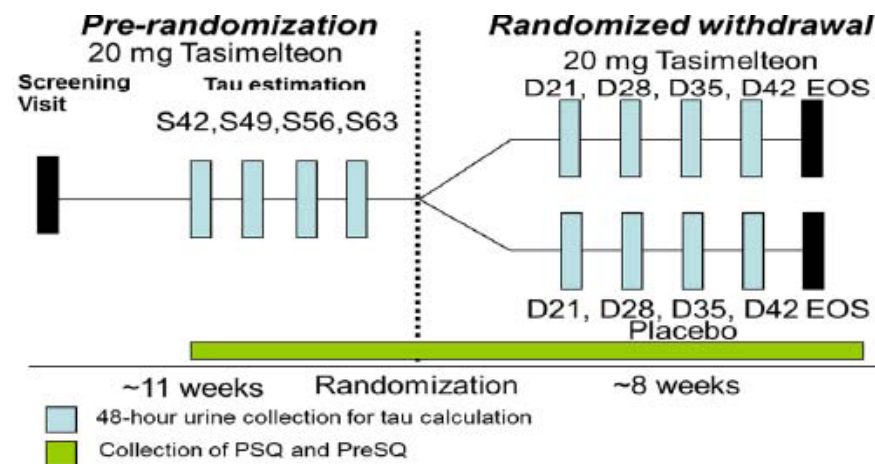 Pre-randomization
20 mg Tasimelteon
Screening
Visit
Tau estimation
S42,S49,S56,S63
Randomized withdrawal
20 mg Tasimelteon
D21, D28, D35, D42 EOS
D21, D28, D35, D42 EOS
Placebo
~11 weeks
Randomization
~8 weeks
48-hour urine collection for tau calculation
Collection of PSQ and PreSQ